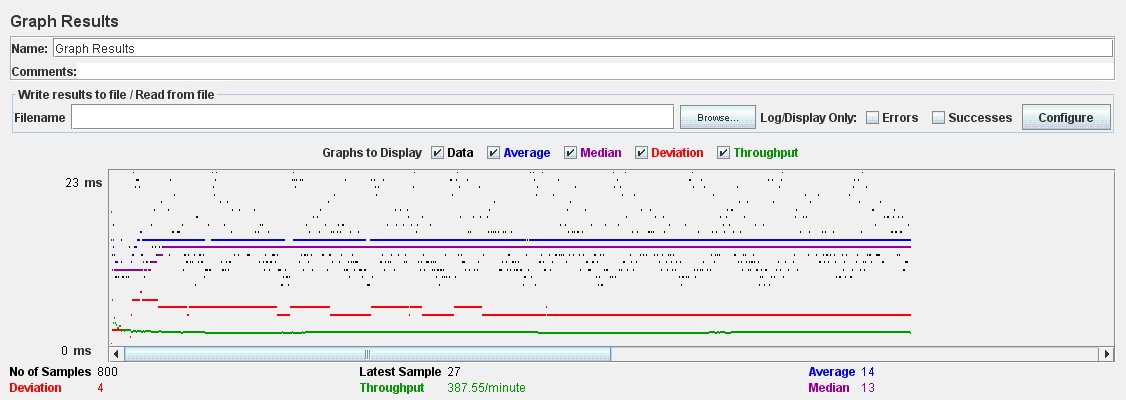 Graph Results
Name: Graph Results
Comments:
Write results to file / Read from file
Filename Browse... Log/Display Only: Errors Successes Configure
Graphs to Display Data Average Median Deviation Throughput
23 ms
0 ms
No of Samples 800 Latest Sample 27 Average 14
Deviation 4 Throughput 387.55/minute Median 13